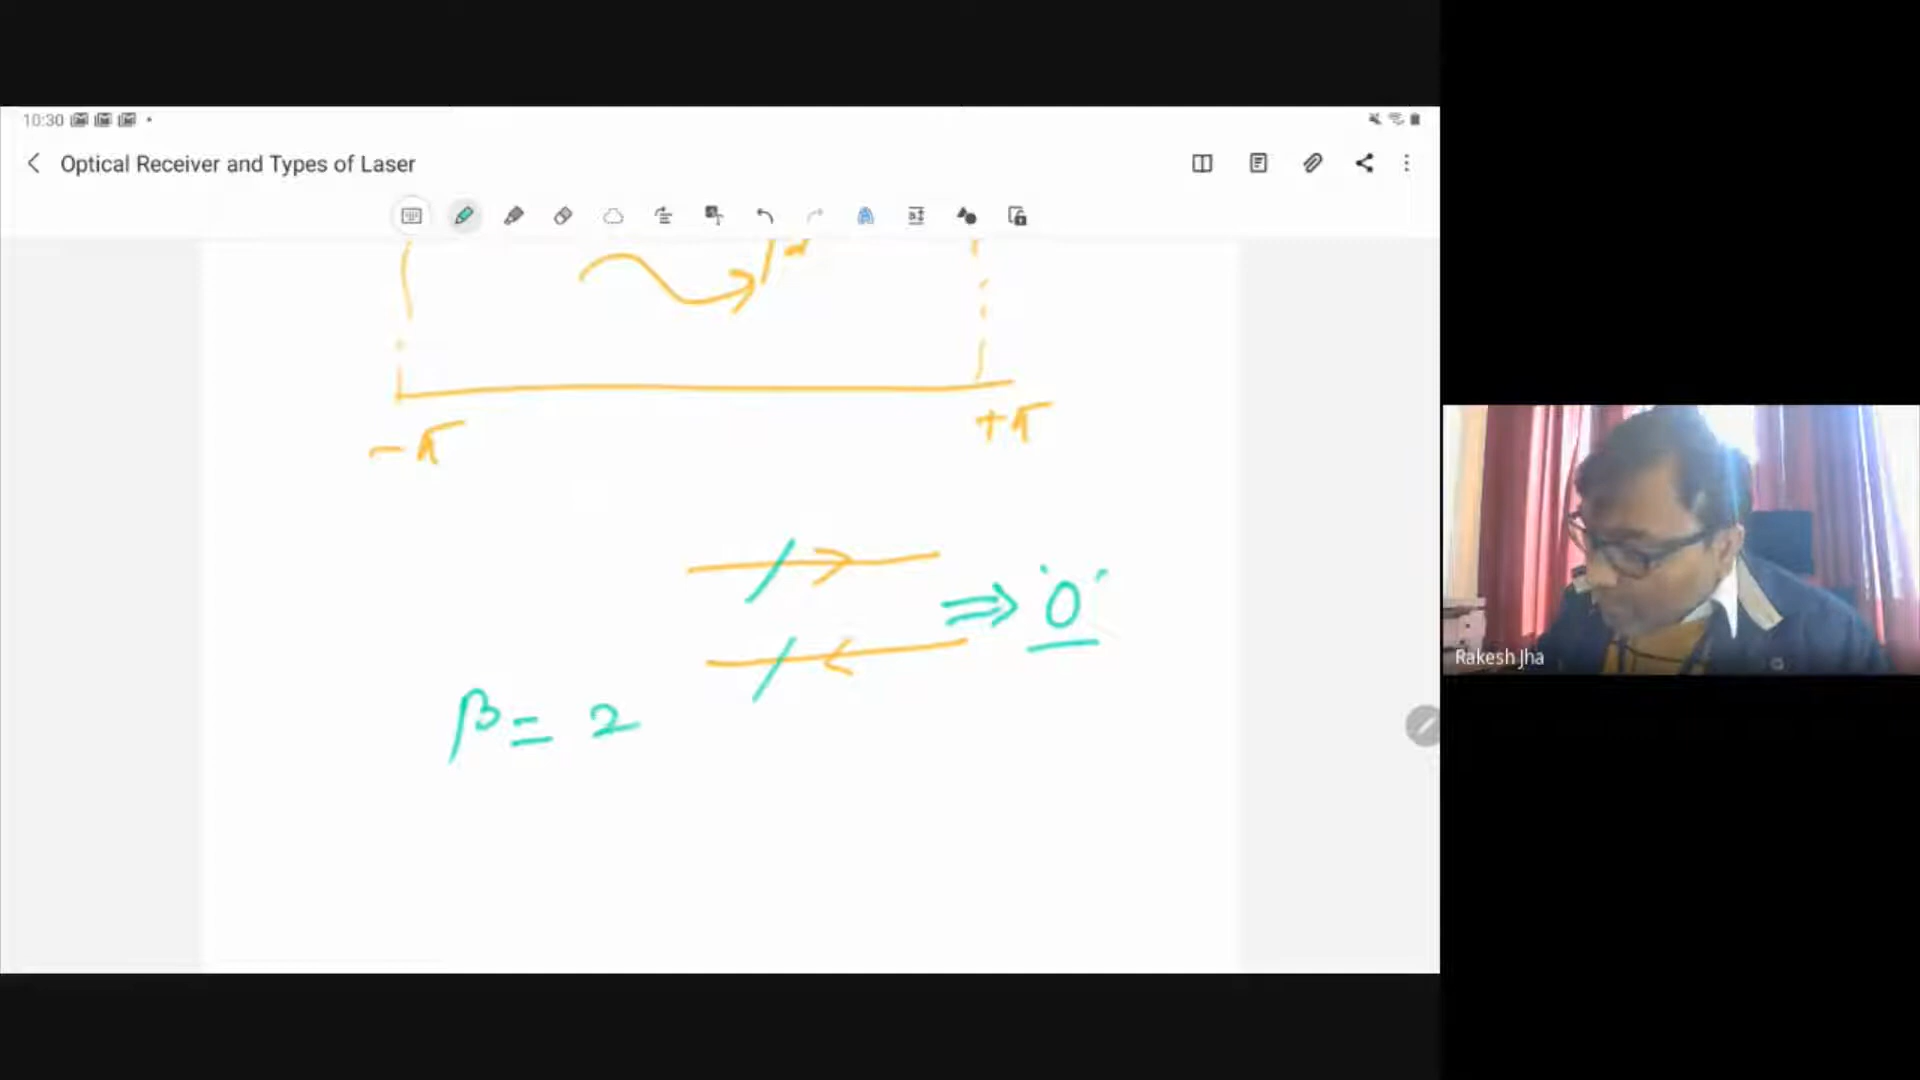 10:30
Optical Receiver and Types of Laser
-π +π
⇒ '0'
β = 2
Rakesh Jha